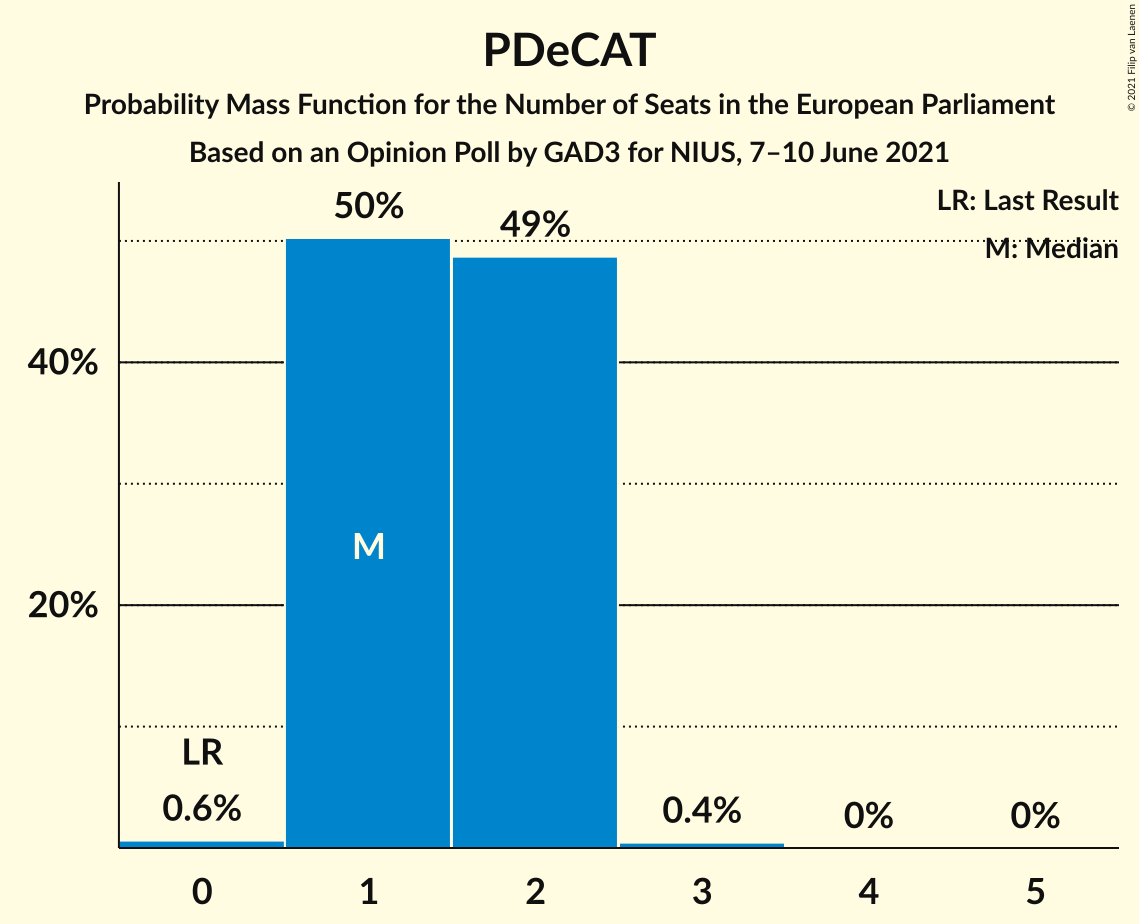 PDeCAT
Probability Mass Function for the Number of Seats in the European Parliament
Based on an Opinion Poll by GAD3 for NIUS, 7–10 June 2021
© 2021 Filip van Laenen
LR: Last Result
M: Median
50%
49%
40%
20%
M
LR
0.6%
0.4%
0%
0%
0
1
2
3
4
5